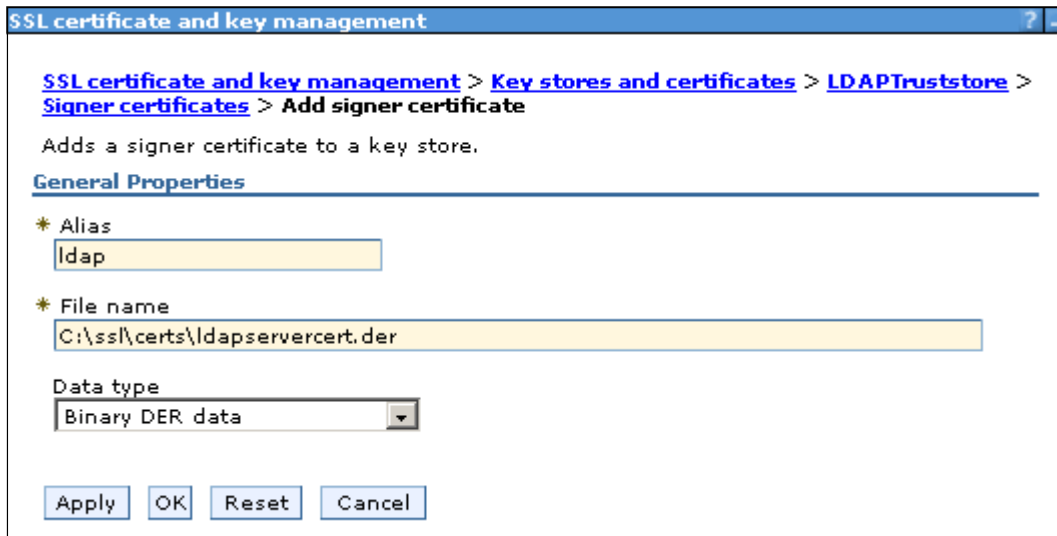 SSL certificate and key management ? -
SSL certificate and key management > Key stores and certificates > LDAPTruststore >
Signer certificates > Add signer certificate
Adds a signer certificate to a key store.
General Properties
* Alias
ldap
* File name
C:\ssl\certs\ldapservercert.der
Data type
Binary DER data
Apply OK Reset Cancel